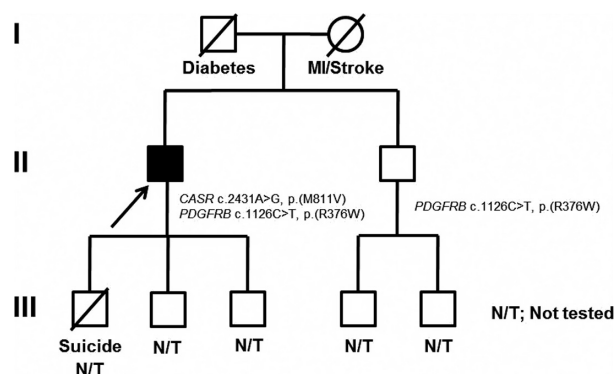 I
Diabetes
MI/Stroke
II
CASR c.2431A>G, p.(M811V)
PDGFRB c.1126C>T, p.(R376W)
PDGFRB c.1126C>T, p.(R376W)
III
N/T; Not tested
Suicide
N/T
N/T
N/T
N/T
N/T